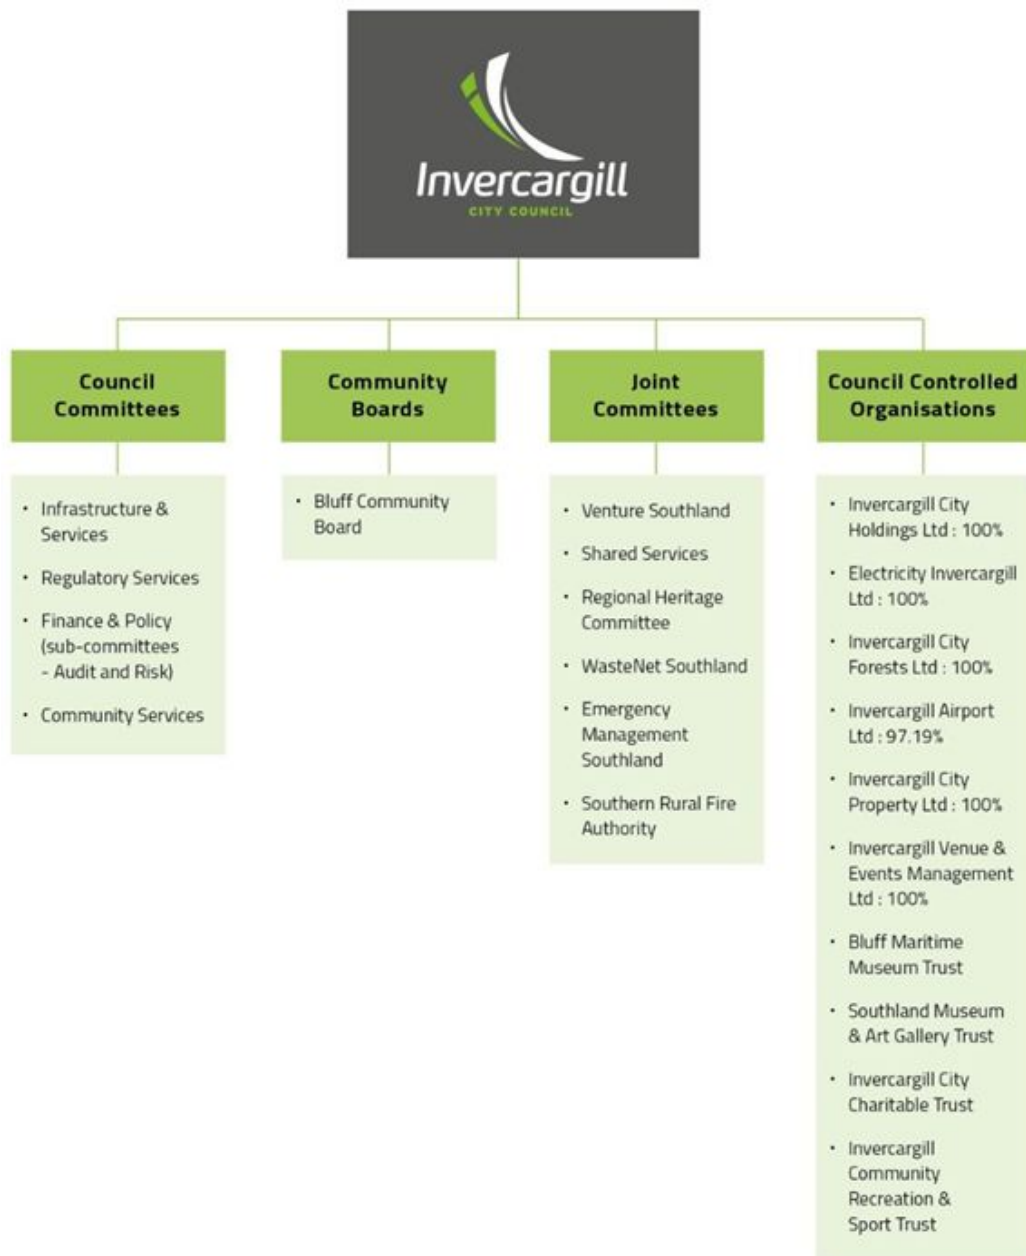 Invercargill
CITY COUNCIL
Council
Committees
• Infrastructure &
Services
• Regulatory Services
• Finance & Policy
(sub-committees
- Audit and Risk)
• Community Services
Community
Boards
• Bluff Community
Board
Joint
Committees
• Venture Southland
• Shared Services
• Regional Heritage
Committee
• WasteNet Southland
• Emergency
Management
Southland
• Southern Rural Fire
Authority
Council Controlled
Organisations
• Invercargill City
Holdings Ltd : 100%
• Electricity Invercargill
Ltd : 100%
• Invercargill City
Forests Ltd : 100%
• Invercargill Airport
Ltd : 97.19%
• Invercargill City
Property Ltd : 100%
• Invercargill Venue &
Events Management
Ltd : 100%
• Bluff Maritime
Museum Trust
• Southland Museum
& Art Gallery Trust
• Invercargill City
Charitable Trust
• Invercargill
Community
Recreation &
Sport Trust